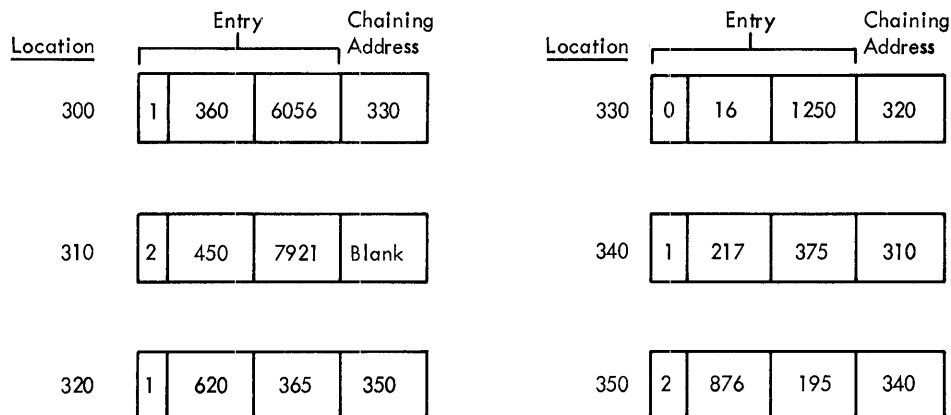 Entry Chaining Entry Chaining
Location Address Location Address
300 1 360 6056 330 330 0 16 1250 320
310 2 450 7921 Blank 340 1 217 375 310
320 1 620 365 350 350 2 876 195 340